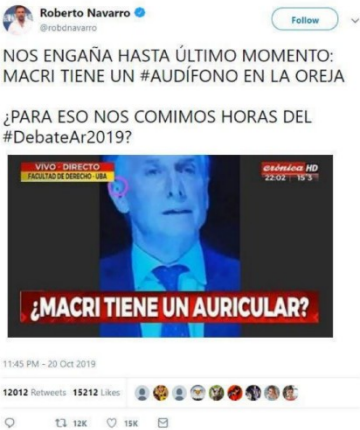 Roberto Navarro
@robdnavarro
Follow
NOS ENGAÑA HASTA ÚLTIMO MOMENTO:
MACRI TIENE UN #AUDÍFONO EN LA OREJA
¿PARA ESO NOS COMIMOS HORAS DEL
#DebateAr2019?
VIVO - DIRECTO
FACULTAD DE DERECHO - UBA
crónica HD
22:02 15°3
¿MACRI TIENE UN AURICULAR?
11:45 PM - 20 Oct 2019
12012 Retweets 15212 Likes
12K 15K